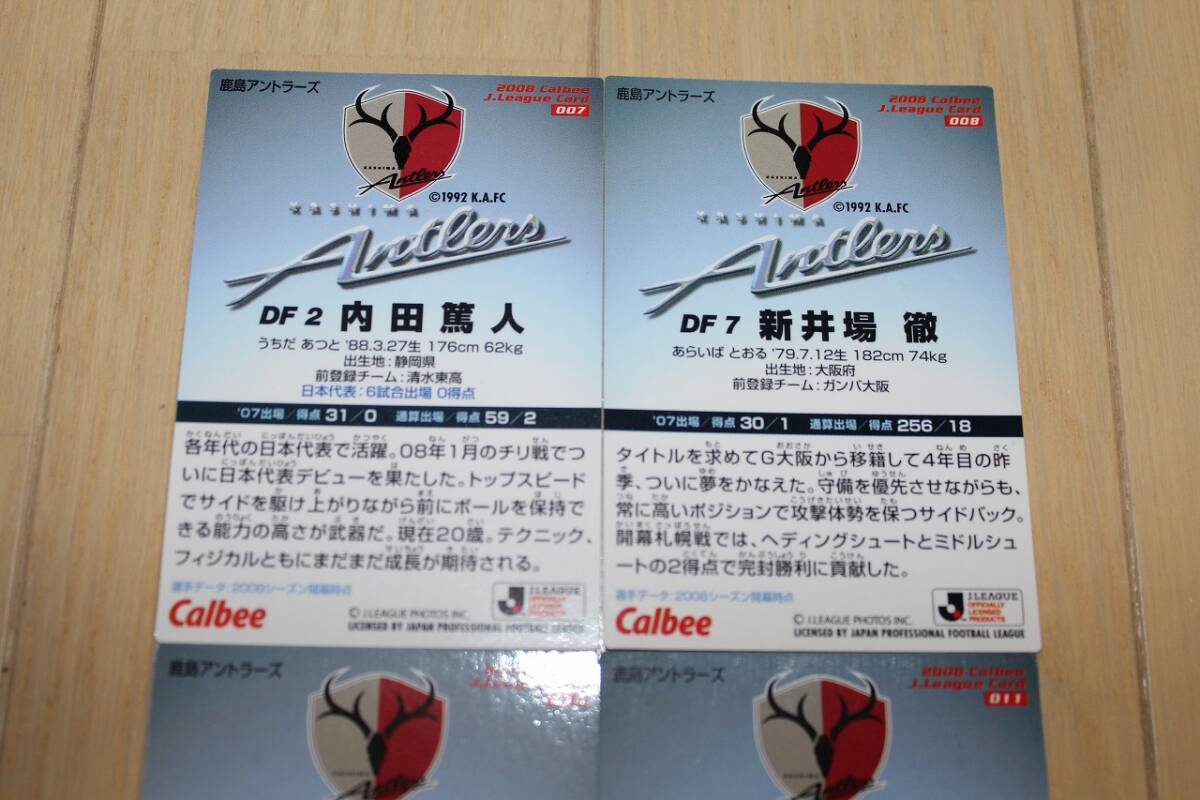 鹿島アントラーズ
2008 Calbee
J.League Card
007
KASHIMA
Antlers
©1992 K.A.FC
KASHIMA
Antlers
DF 2 内田篤人
うちだ あつと '88.3.27生 176cm 62kg
出生地:静岡県
前登録チーム:清水東高
日本代表:6試合出場 0得点
'07出場/得点 31/0 通算出場/得点 59/2
各年代の日本代表で活躍。08年1月のチリ戦でつ
いに日本代表デビューを果たした。トップスピード
でサイドを駆け上がりながら前にボールを保持で
きる能力の高さが武器だ。現在20歳。テクニック、
フィジカルともにまだまだ成長が期待される。
選手データ:2008シーズン開幕時点
Calbee
© J.LEAGUE PHOTOS INC.
LICENSED BY JAPAN PROFESSIONAL FOOTBALL LEAGUE
J.LEAGUE
鹿島アントラーズ
2008 Calbee
J.League Card
008
KASHIMA
Antlers
©1992 K.A.FC
KASHIMA
Antlers
DF 7 新井場 徹
あらいば とおる '79.7.12生 182cm 74kg
出生地:大阪府
前登録チーム:ガンバ大阪
'07出場/得点 30/1 通算出場/得点 256/18
タイトルを求めてG大阪から移籍して4年目の昨
季、ついに夢をかなえた。守備を優先させながらも、
常に高いポジションで攻撃体勢を保つサイドバック。
開幕札幌戦では、ヘディングシュートとミドルシュ
ートの2得点で完封勝利に貢献した。
選手データ:2008シーズン開幕時点
Calbee
© J.LEAGUE PHOTOS INC.
LICENSED BY JAPAN PROFESSIONAL FOOTBALL LEAGUE
J.LEAGUE
OFFICIALLY
LICENSED
PRODUCTS
鹿島アントラーズ
Antlers
鹿島アントラーズ
2008 Calbee
J.League Card
011
KASHIMA
Antlers